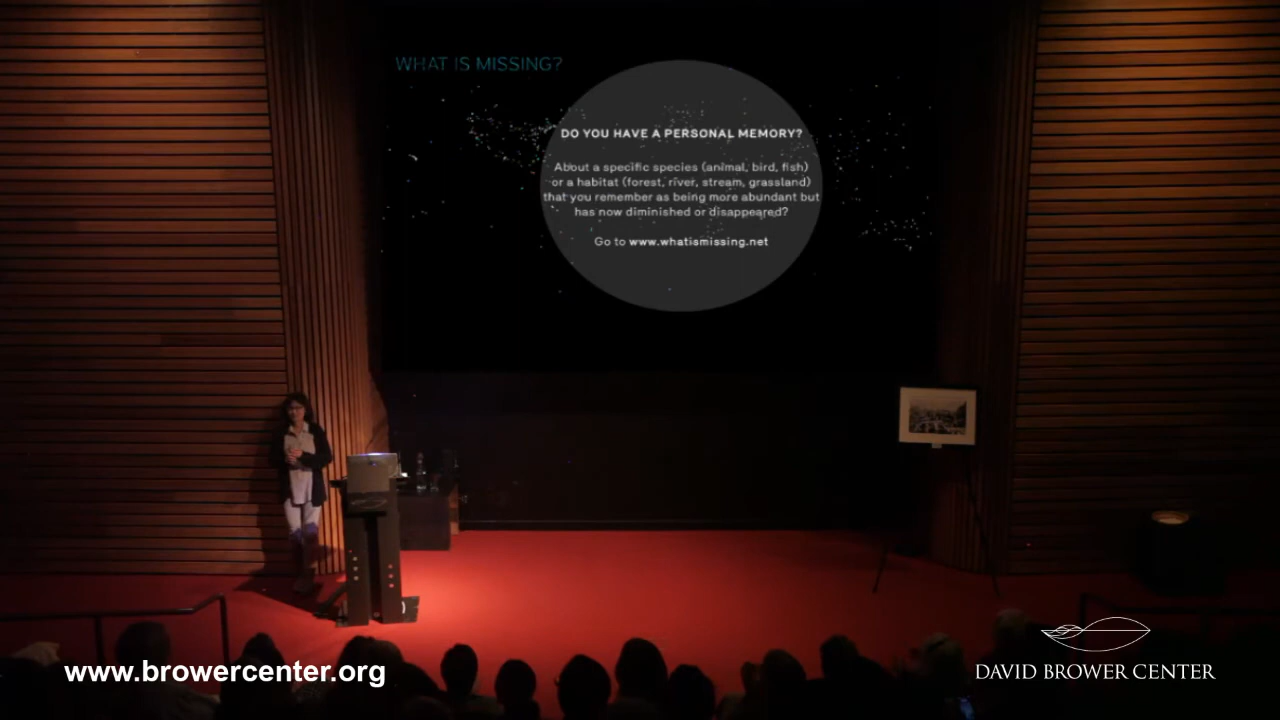 WHAT IS MISSING?
DO YOU HAVE A PERSONAL MEMORY?
About a specific species (animal, bird, fish)
or a habitat (forest, river, stream, grassland)
that you remember as being more abundant but
has now diminished or disappeared?
Go to www.whatismissing.net
www.browercenter.org
DAVID BROWER CENTER